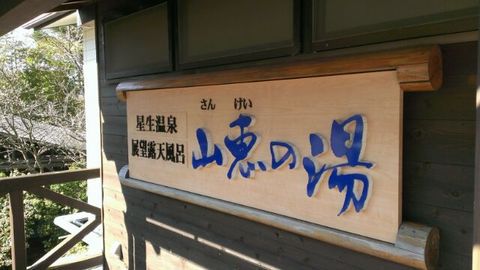 星生温泉
展望露天風呂
さん けい
山恵の湯